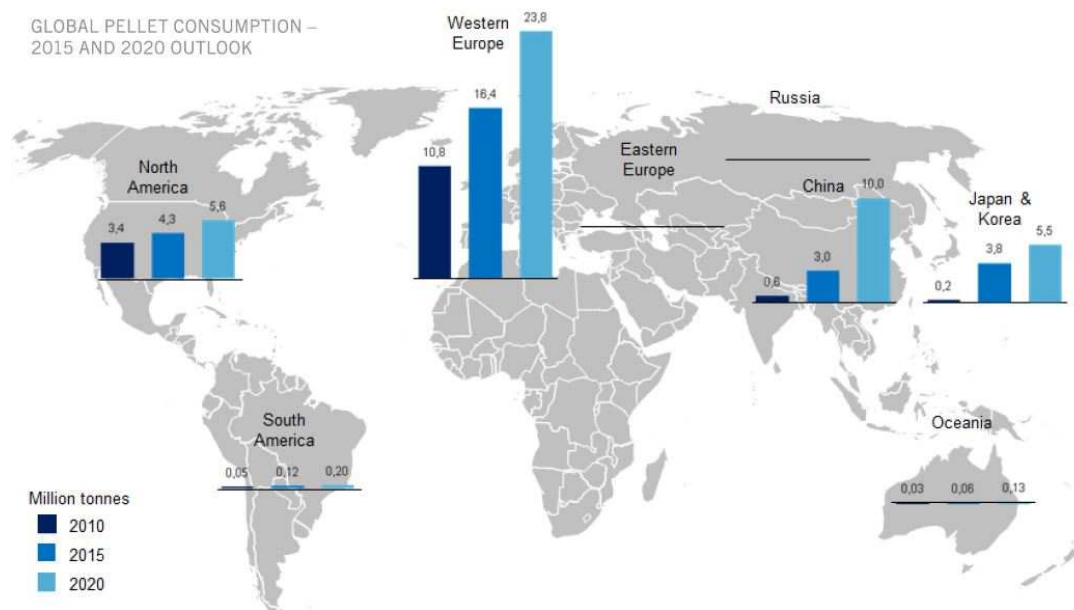 GLOBAL PELLET CONSUMPTION –
2015 AND 2020 OUTLOOK
Western
Europe
23,8
16,4
10,8
Russia
Eastern
Europe
North
America
3,4
4,3
5,6
China
0,6
3,0
10,0
Japan &
Korea
0,2
3,8
5,5
South
America
0,05
0,12
0,20
Oceania
0,03
0,06
0,13
Million tonnes
2010
2015
2020